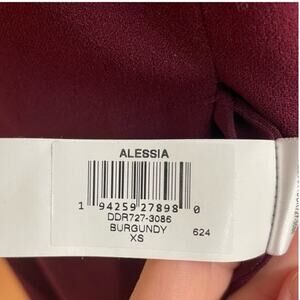 ALESSIA
1 94259 27898 0
DDR727-3086
BURGUNDY
XS
624